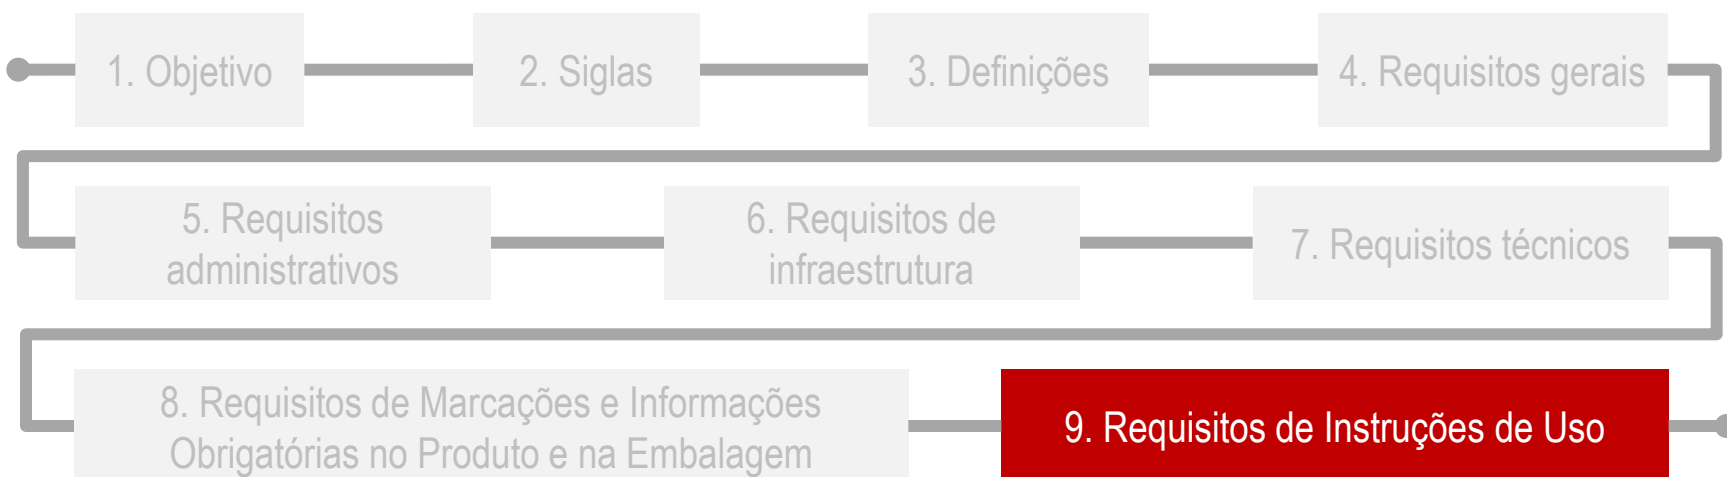 1. Objetivo
2. Siglas
3. Definições
4. Requisitos gerais
5. Requisitos
administrativos
6. Requisitos de
infraestrutura
7. Requisitos técnicos
8. Requisitos de Marcações e Informações
Obrigatórias no Produto e na Embalagem
9. Requisitos de Instruções de Uso